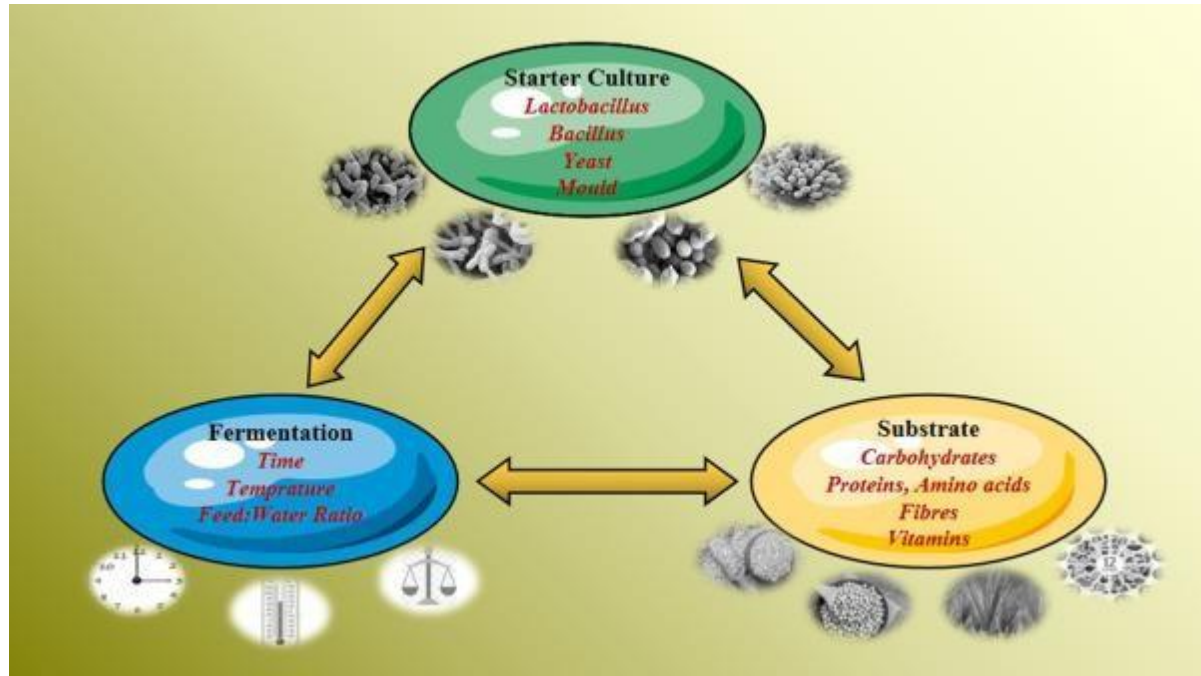 Starter Culture
Lactobacillus
Bacillus
Yeast
Mould
Fermentation
Time
Temprature
Feed:Water Ratio
Substrate
Carbohydrates
Proteins, Amino acids
Fibres
Vitamins
12